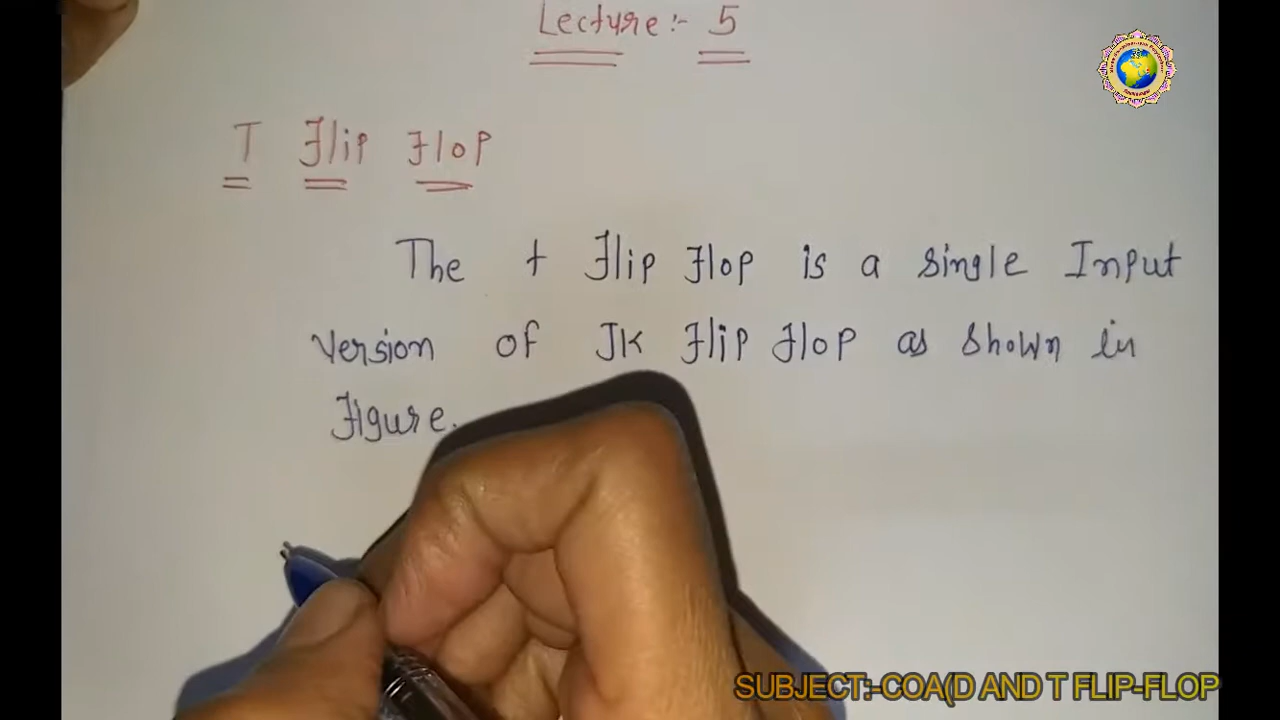 Lecture:- 5
T Flip Flop
The t Flip Flop is a single Input
version of JK Flip Flop as shown in
Figure.
SUBJECT:-COA(D AND T FLIP-FLOP